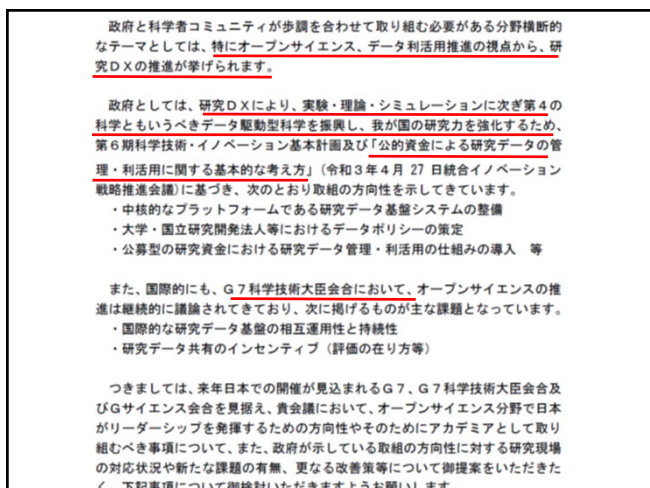 政府と科学者コミュニティが歩調を合わせて取り組む必要がある分野横断的
なテーマとしては、特にオープンサイエンス、データ利活用推進の視点から、研
究ＤＸの推進が挙げられます。
政府としては、研究ＤＸにより、実験・理論・シミュレーションに次ぎ第４の
科学ともいうべきデータ駆動型科学を振興し、我が国の研究力を強化するため、
第６期科学技術・イノベーション基本計画及び「公的資金による研究データの管
理・利活用に関する基本的な考え方」（令和３年４月 27 日統合イノベーション
戦略推進会議）に基づき、次のとおり取組の方向性を示してきています。
・中核的なプラットフォームである研究データ基盤システムの整備
・大学・国立研究開発法人等におけるデータポリシーの策定
・公募型の研究資金における研究データ管理・利活用の仕組みの導入　等
また、国際的にも、Ｇ７科学技術大臣会合において、オープンサイエンスの推
進は継続的に議論されてきており、次に掲げるものが主な課題となっています。
・国際的な研究データ基盤の相互運用性と持続性
・研究データ共有のインセンティブ（評価の在り方等）
つきましては、来年日本での開催が見込まれるＧ７、Ｇ７科学技術大臣会合及
びＧサイエンス会合を見据え、貴会議において、オープンサイエンス分野で日本
がリーダーシップを発揮するための方向性やそのためにアカデミアとして取り
組むべき事項について、また、政府が示している取組の方向性に対する研究現場
の対応状況や新たな課題の有無、更なる改善策等について御提案をいただきた
く、下記事項について御検討いただきますようお願いします。